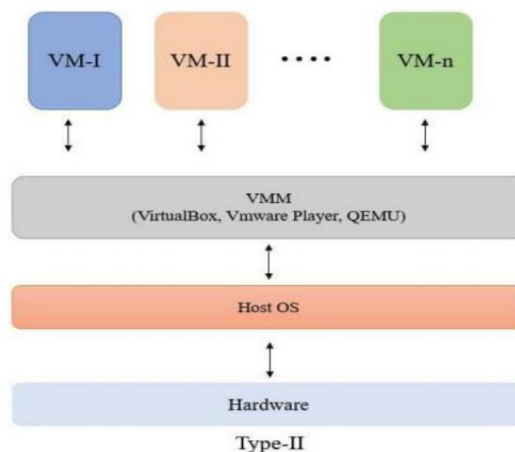 VM-I VM-II .... VM-n
VMM
(VirtualBox, Vmware Player, QEMU)
Host OS
Hardware
Type-II